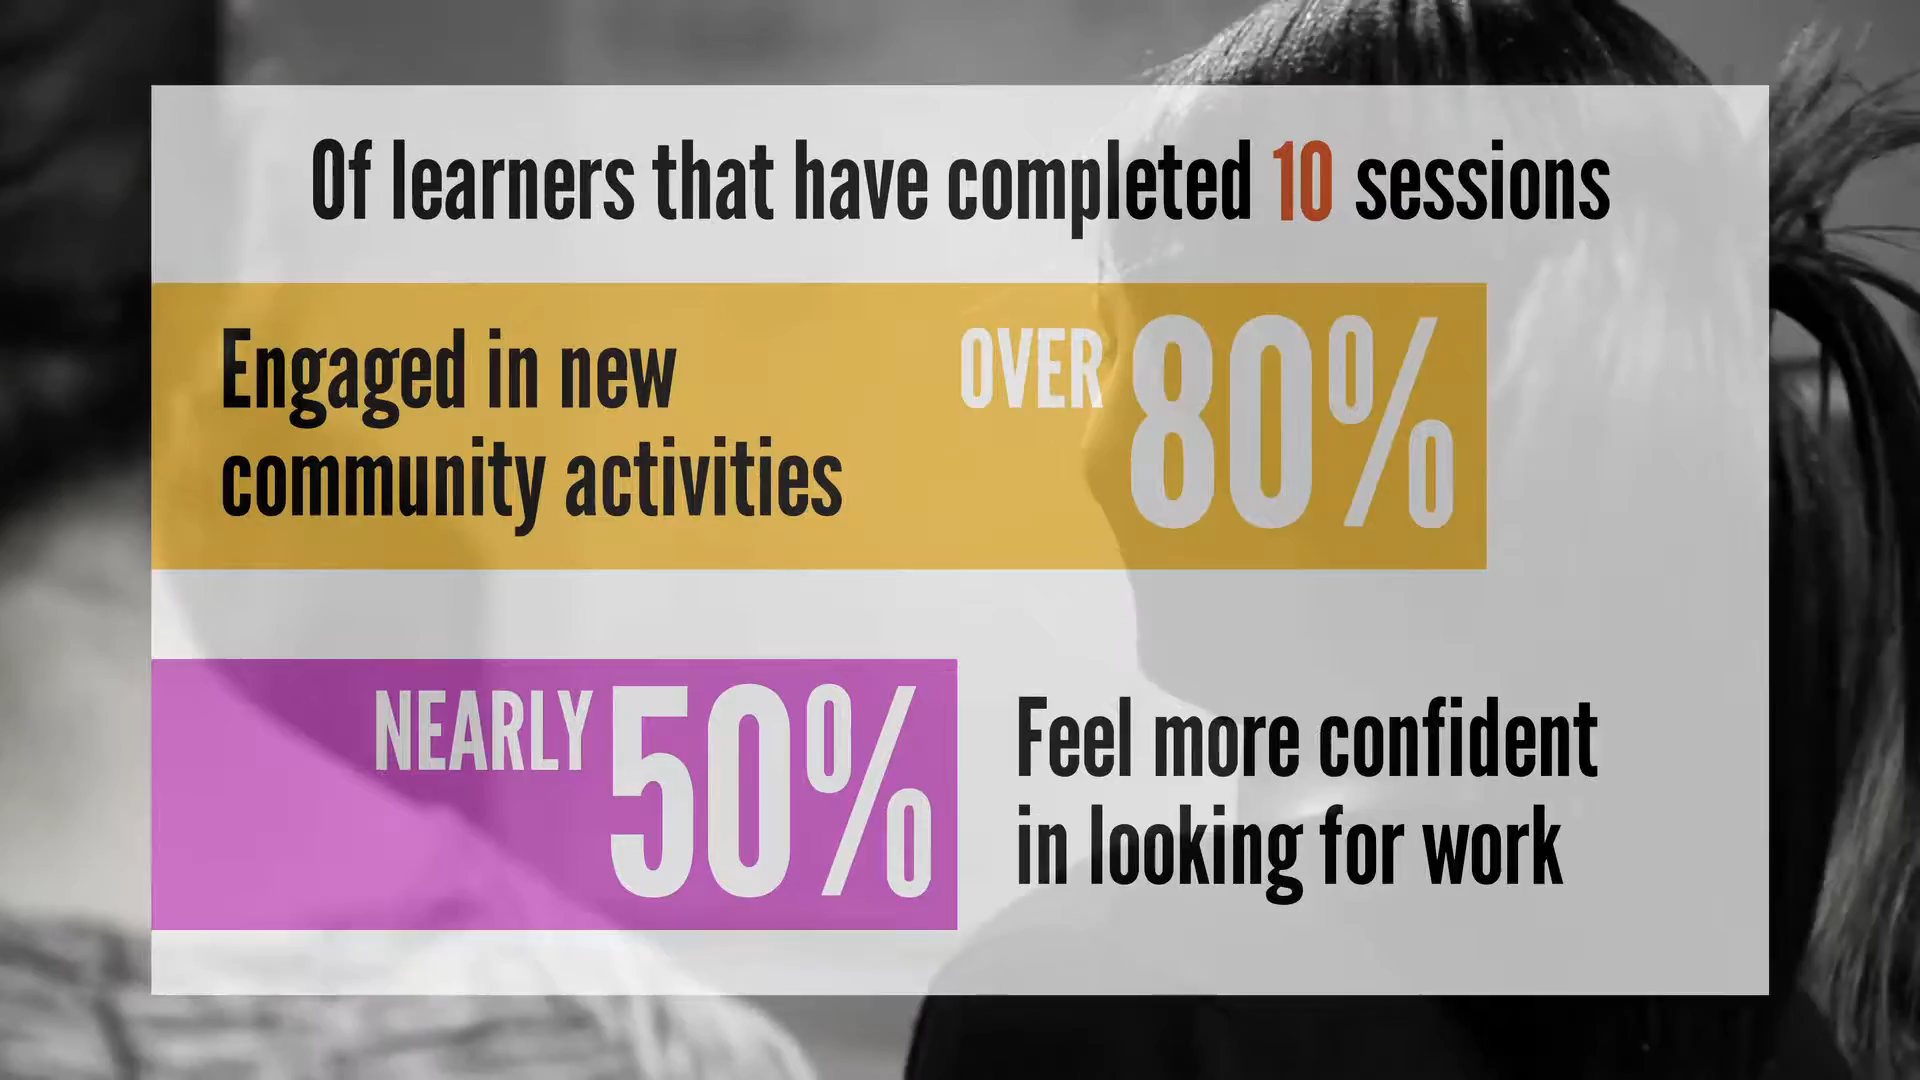 Of learners that have completed 10 sessions
Engaged in new
community activities
OVER 80%
NEARLY 50%
Feel more confident
in looking for work